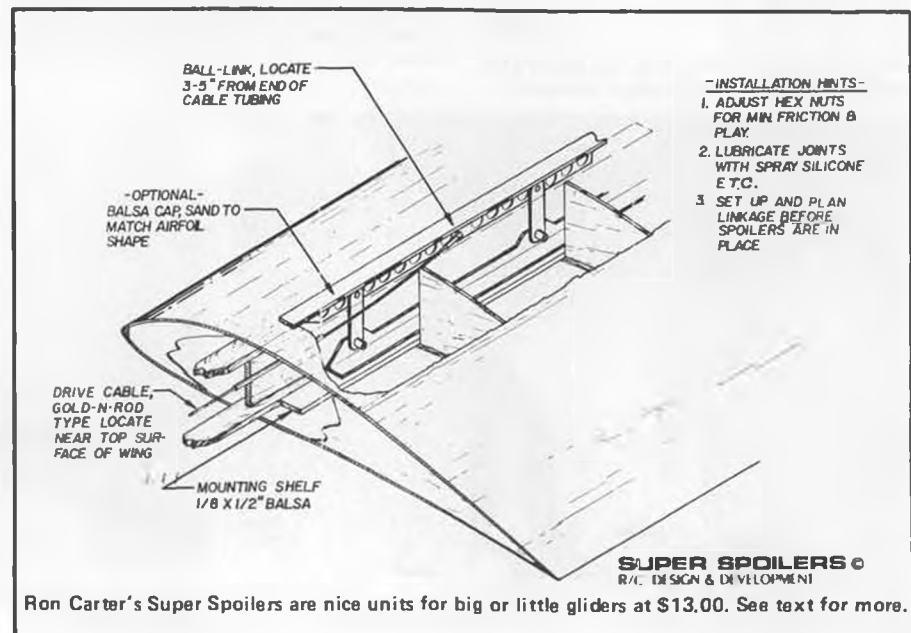 BALL-LINK, LOCATE
3-5" FROM END OF
CABLE TUBING
-INSTALLATION HINTS-
1. ADJUST HEX NUTS
FOR MIN. FRICTION &
PLAY.
2. LUBRICATE JOINTS
WITH SPRAY SILICONE
ETC.
3. SET UP AND PLAN
LINKAGE BEFORE
SPOILERS ARE IN
PLACE
-OPTIONAL-
BALSA CAP, SAND TO
MATCH AIRFOIL
SHAPE
DRIVE CABLE,
GOLD-N-ROD
TYPE LOCATE
NEAR TOP SUR-
FACE OF WING
MOUNTING SHELF
1/8 X 1/2" BALSA
SUPER SPOILERS ©
R/C DESIGN & DEVELOPMENT
Ron Carter's Super Spoilers are nice units for big or little gliders at $13.00. See text for more.